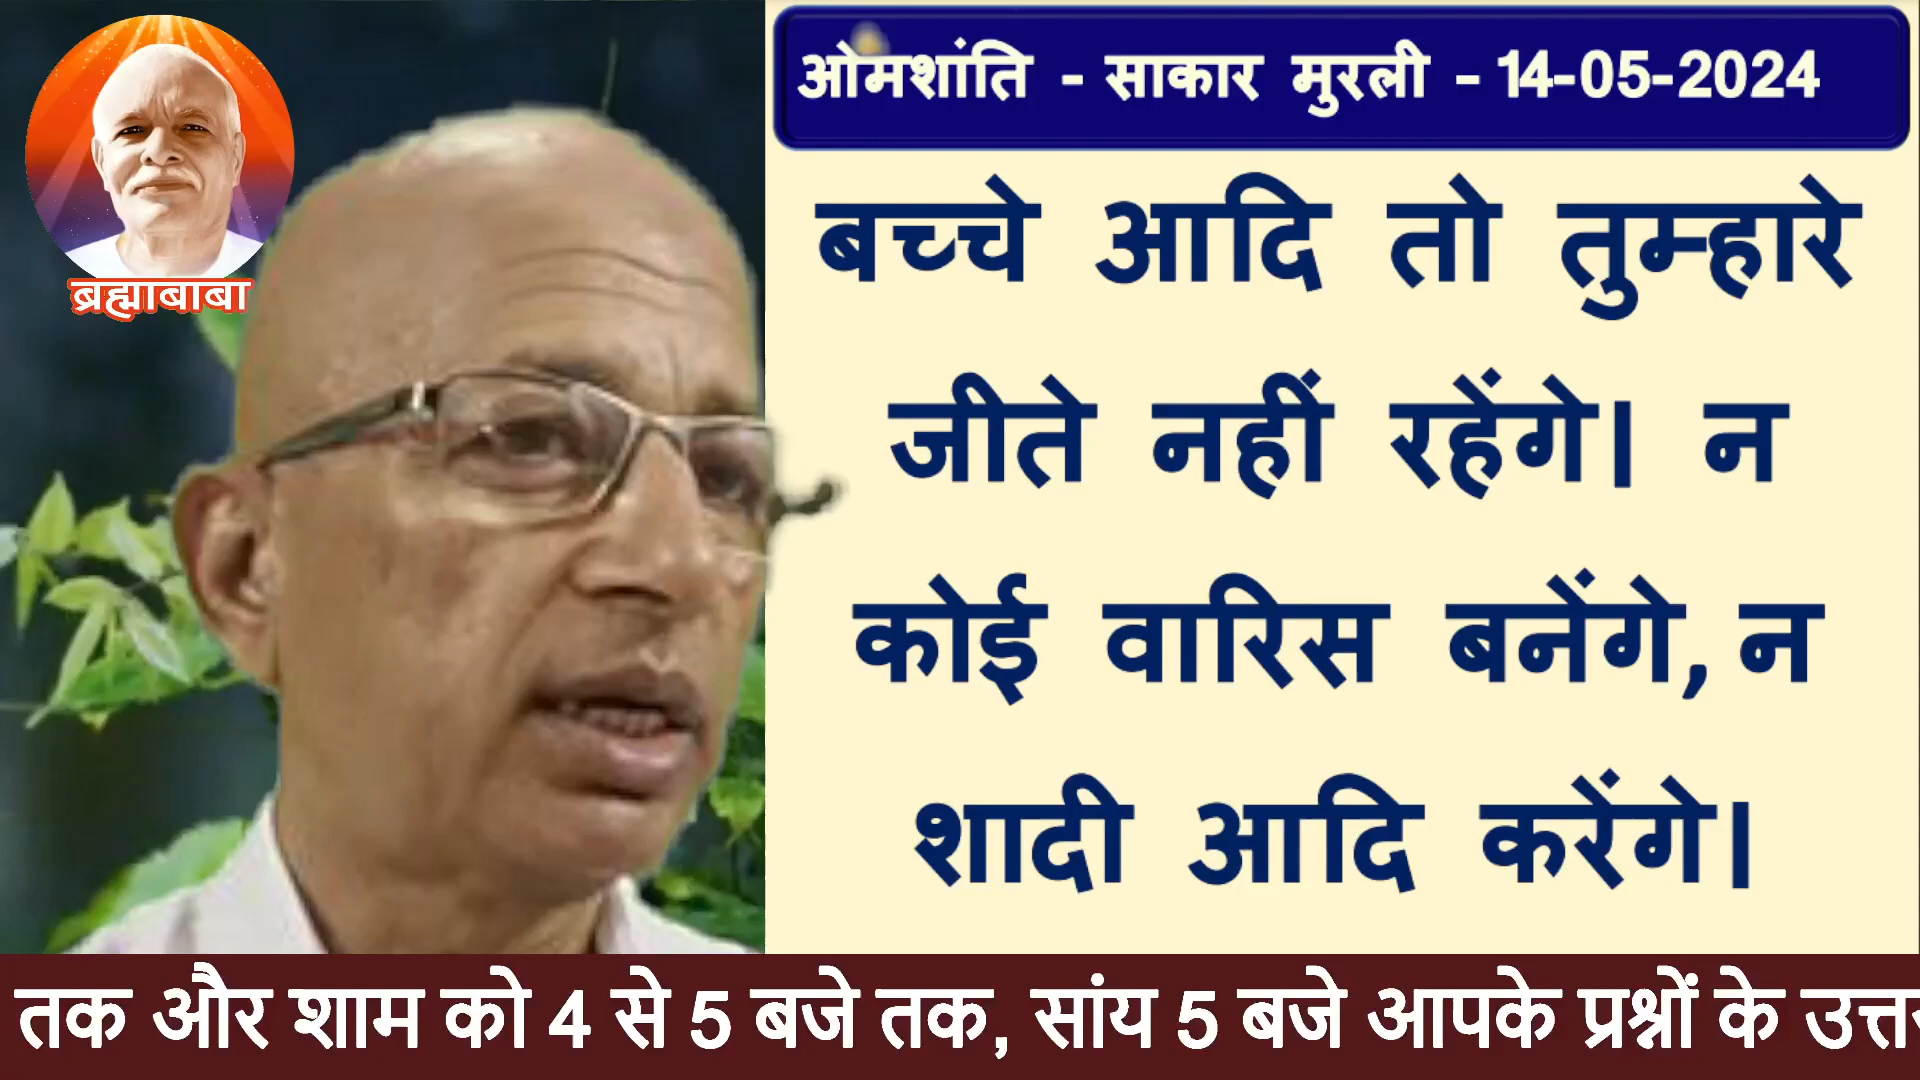 ओमशांति - साकार मुरली - 14-05-2024
ब्रह्माबाबा
बच्चे आदि तो तुम्हारे
जीते नहीं रहेंगे। न
कोई वारिस बनेंगे, न
शादी आदि करेंगे।
तक और शाम को 4 से 5 बजे तक, सांय 5 बजे आपके प्रश्नों के